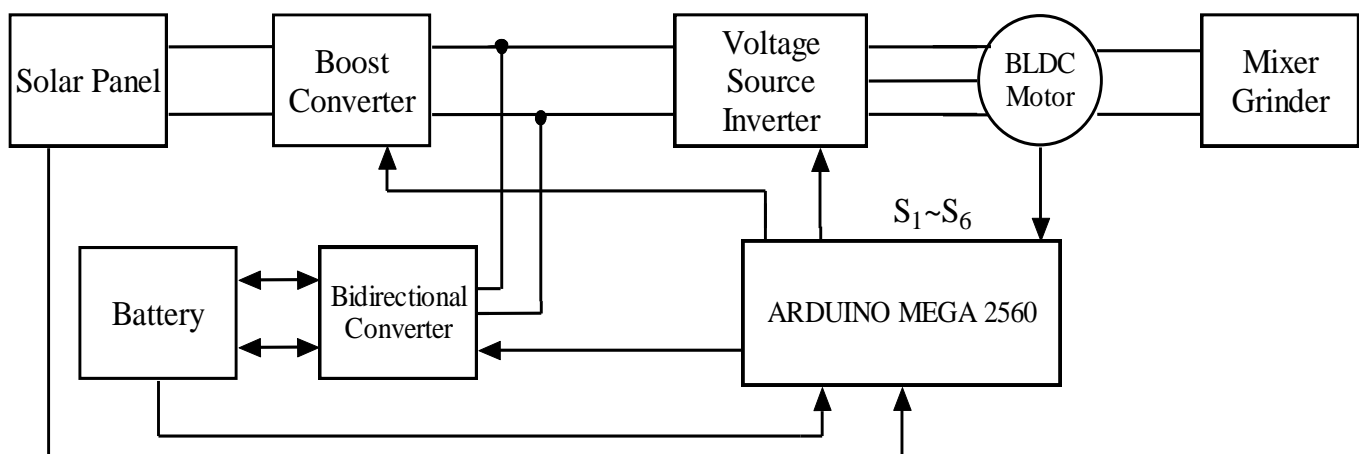 Solar Panel
Boost
Converter
Voltage
Source
Inverter
BLDC
Motor
Mixer
Grinder
S₁~S₆
Battery
Bidirectional
Converter
ARDUINO MEGA 2560